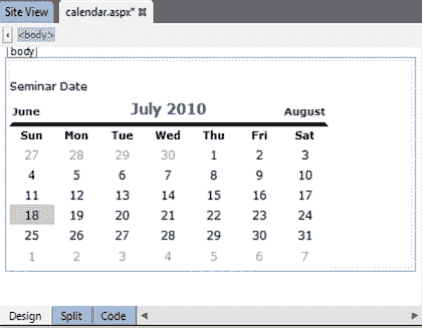 Site View calendar.aspx*
<body>
body
Seminar Date
June July 2010 August
Sun Mon Tue Wed Thu Fri Sat
27 28 29 30 1 2 3
4 5 6 7 8 9 10
11 12 13 14 15 16 17
18 19 20 21 22 23 24
25 26 27 28 29 30 31
1 2 3 4 5 6 7
Design Split Code